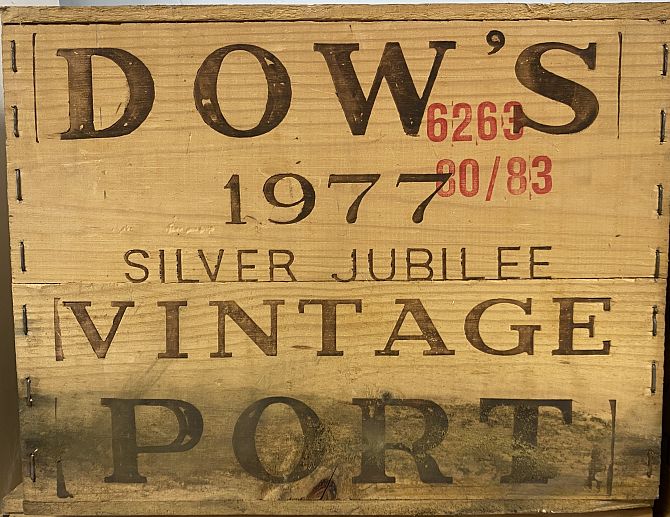 DOW'S
6263
1977
80/83
SILVER JUBILEE
VINTAGE
PORT